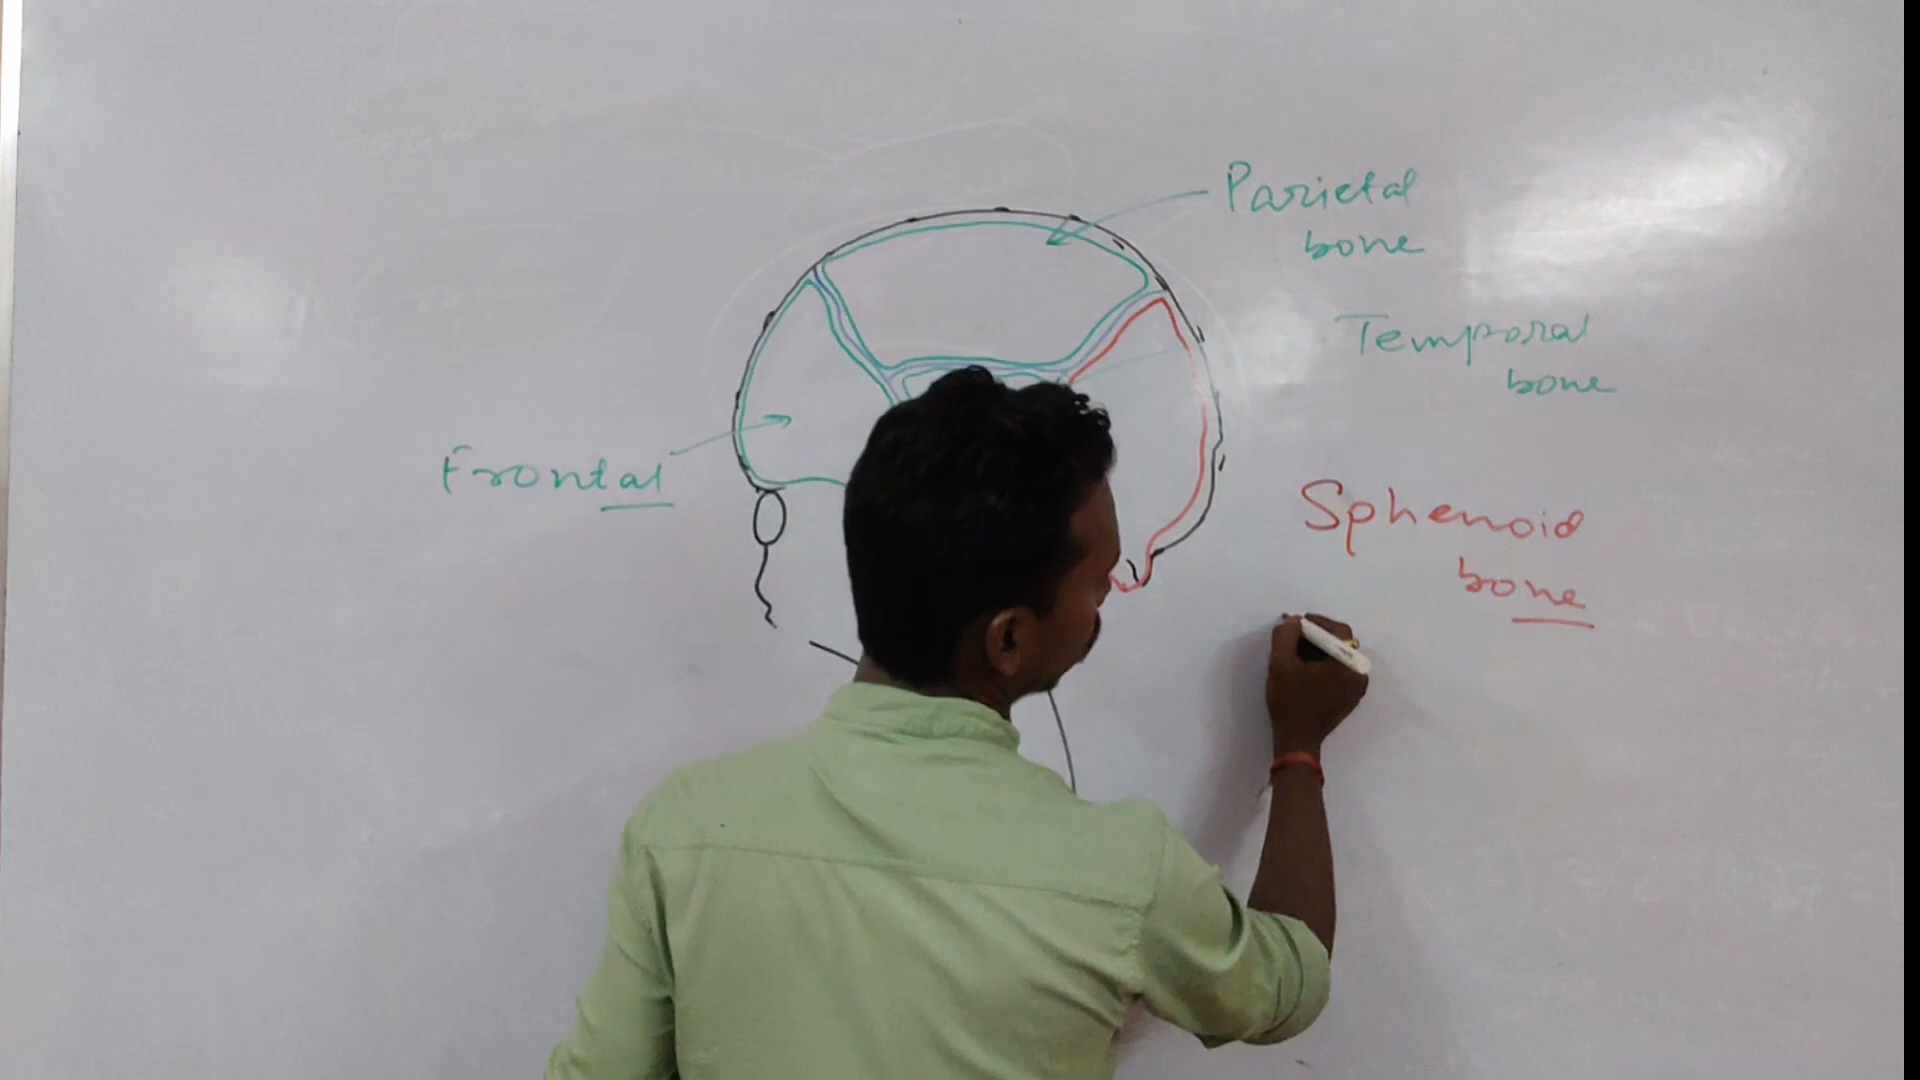 Parietal
bone
Temporal
bone
Frontal
Sphenoid
bone